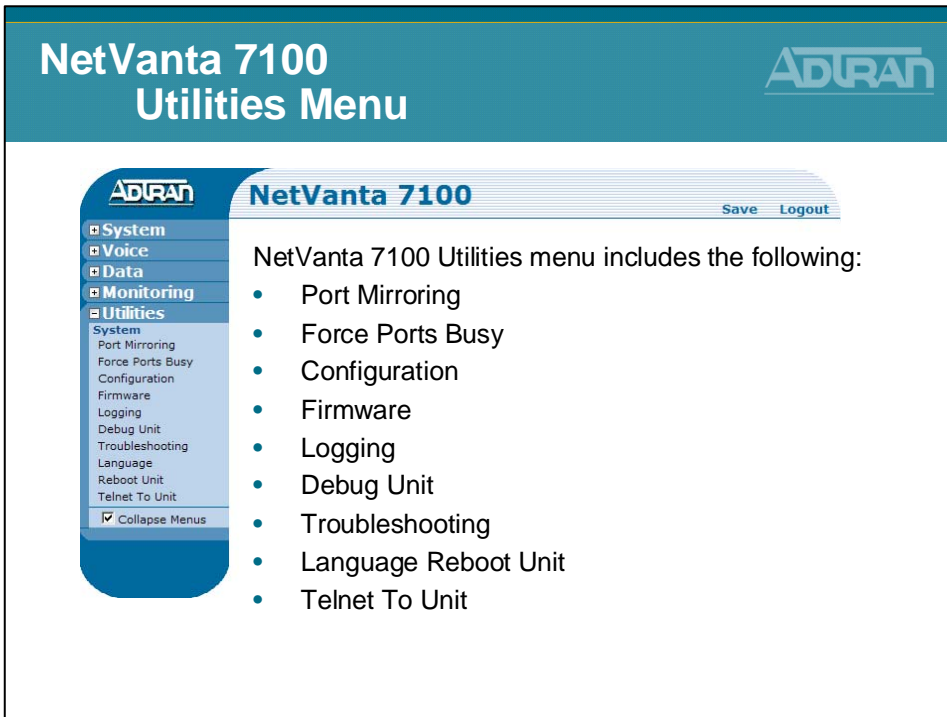 NetVanta 7100
Utilities Menu
ADTRAN
ADTRAN
NetVanta 7100
Save Logout
System
Voice
Data
Monitoring
Utilities
System
Port Mirroring
Force Ports Busy
Configuration
Firmware
Logging
Debug Unit
Troubleshooting
Language
Reboot Unit
Telnet To Unit
Collapse Menus
NetVanta 7100 Utilities menu includes the following:
• Port Mirroring
• Force Ports Busy
• Configuration
• Firmware
• Logging
• Debug Unit
• Troubleshooting
• Language Reboot Unit
• Telnet To Unit